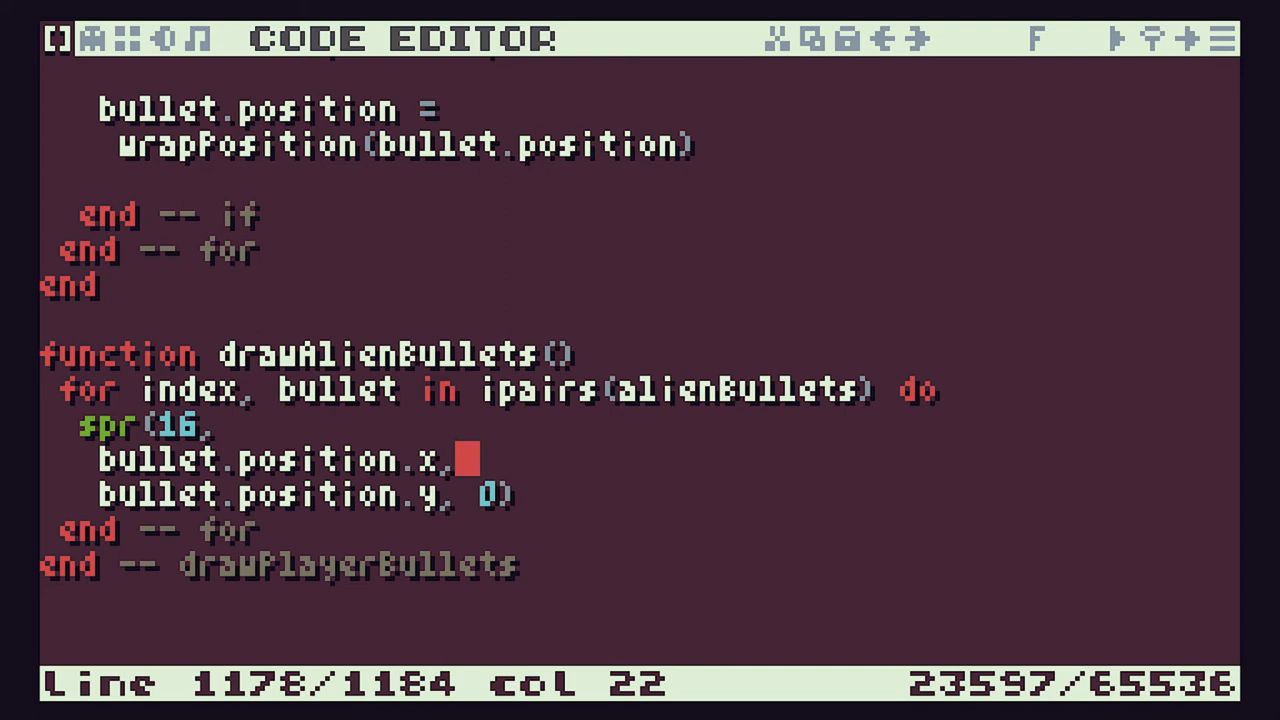 CODE EDITOR F
bullet.position =
wrapPosition(bullet.position)
end -- if
end -- for
end
function drawAlienBullets()
for index, bullet in ipairs(alienBullets) do
spr(16,
bullet.position.x,
bullet.position.y, 0)
end -- for
end -- drawPlayerBullets
line 1178/1184 col 22 23597/65536